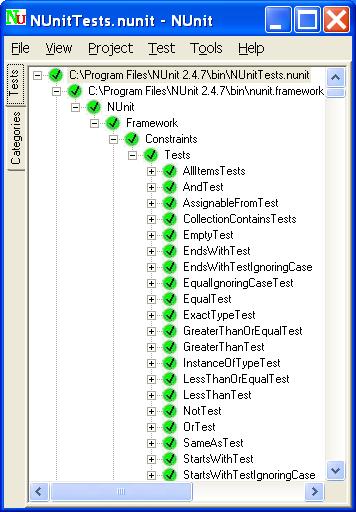 NUnitTests.nunit - NUnit
File View Project Test Tools Help
Tests
Categories
C:\Program Files\NUnit 2.4.7\bin\NUnitTests.nunit
C:\Program Files\NUnit 2.4.7\bin\nunit.framework
NUnit
Framework
Constraints
Tests
AllItemsTests
AndTest
AssignableFromTest
CollectionContainsTests
EmptyTest
EndsWithTest
EndsWithTestIgnoringCase
EqualIgnoringCaseTest
EqualTest
ExactTypeTest
GreaterThanOrEqualTest
GreaterThanTest
InstanceOfTypeTest
LessThanOrEqualTest
LessThanTest
NotTest
OrTest
SameAsTest
StartsWithTest
StartsWithTestIgnoringCase